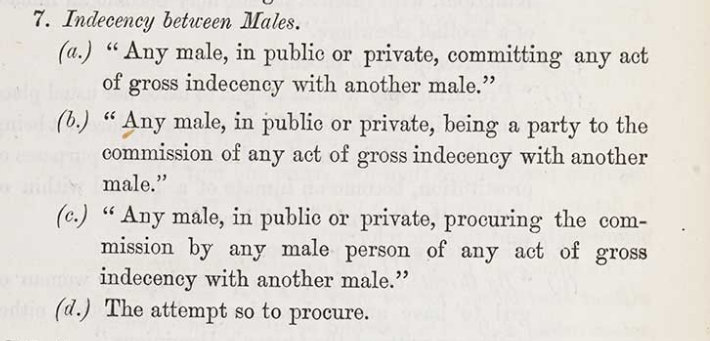 7. Indecency between Males.
(a.) “ Any male, in public or private, committing any act
of gross indecency with another male.”
(b.) “ Any male, in public or private, being a party to the
commission of any act of gross indecency with another
male.”
(c.) “ Any male, in public or private, procuring the com-
mission by any male person of any act of gross
indecency with another male.”
(d.) The attempt so to procure.